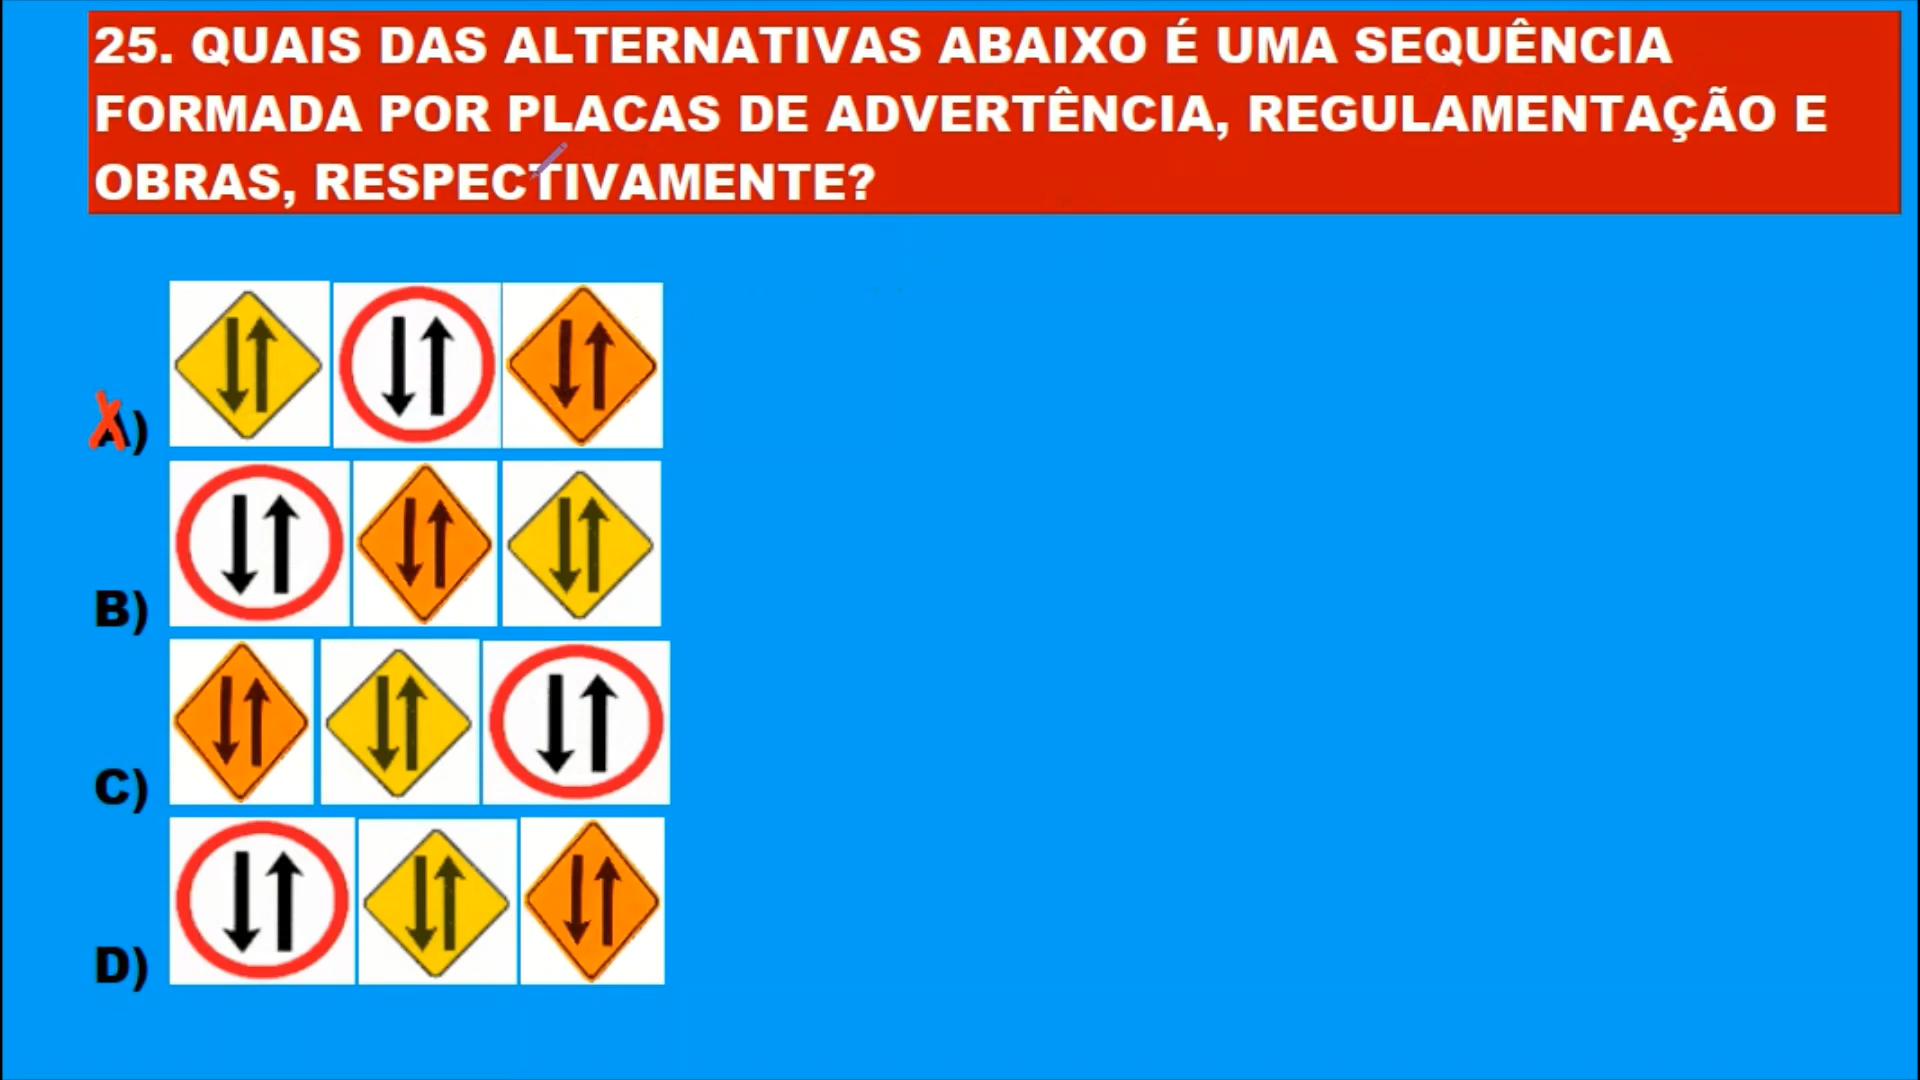 25. QUAIS DAS ALTERNATIVAS ABAIXO É UMA SEQUÊNCIA
FORMADA POR PLACAS DE ADVERTÊNCIA, REGULAMENTAÇÃO E
OBRAS, RESPECTIVAMENTE?
A)
B)
C)
D)